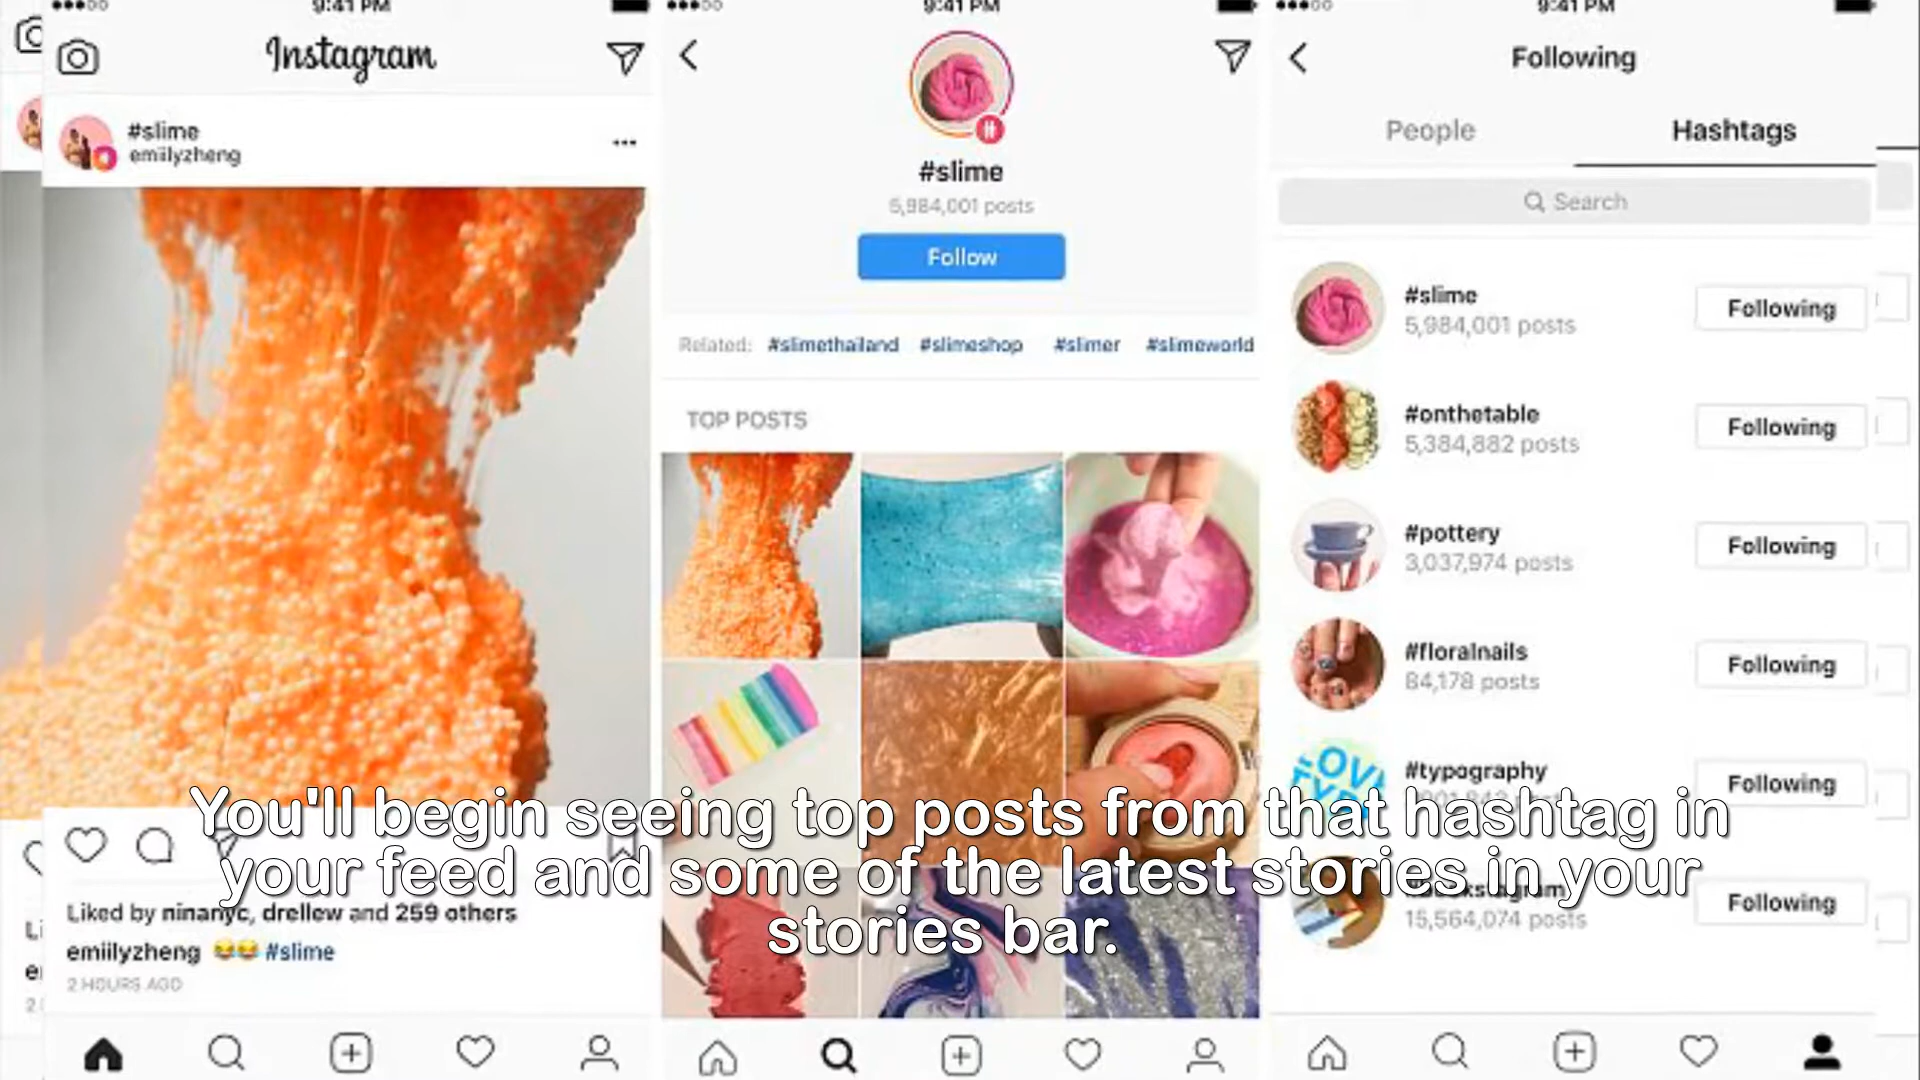 9:41 PM
Instagram
#slime
emiilyzheng
Liked by ninanyc, drellew and 259 others
emiilyzheng 😂😂 #slime
2 HOURS AGO
9:41 PM
#slime
5,984,001 posts
Follow
Related: #slimethailand #slimeshop #slimer #slimeworld
TOP POSTS
9:41 PM
Following
People Hashtags
Search
#slime
5,984,001 posts
Following
#onthetable
5,384,882 posts
Following
#pottery
3,037,974 posts
Following
#floralnails
84,178 posts
Following
#typography
Following
15,564,074 posts
Following
You'll begin seeing top posts from that hashtag in
your feed and some of the latest stories in your
stories bar.